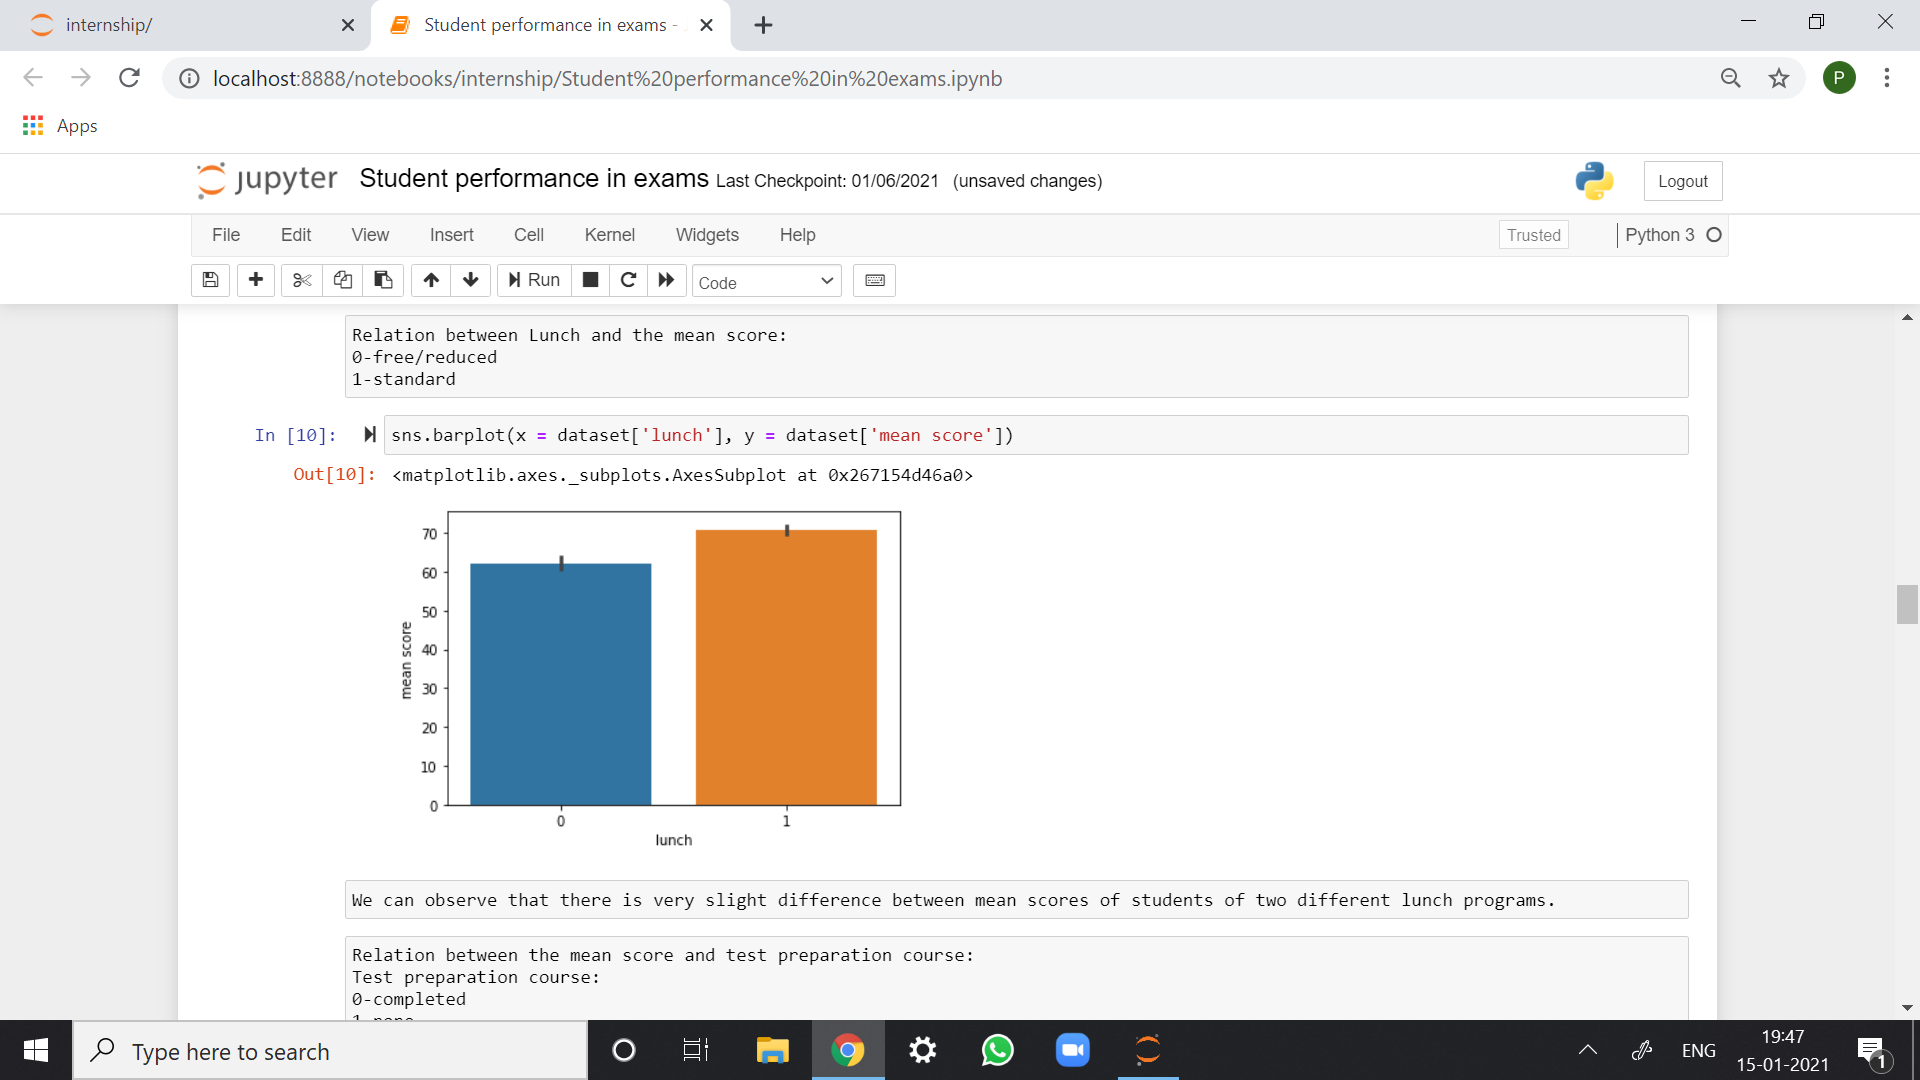 internship/
Student performance in exams -
localhost:8888/notebooks/internship/Student%20performance%20in%20exams.ipynb
P
Apps
jupyter Student performance in exams Last Checkpoint: 01/06/2021 (unsaved changes)
Logout
File Edit View Insert Cell Kernel Widgets Help
Trusted Python 3
Run Code
Relation between Lunch and the mean score:
0-free/reduced
1-standard
In [10]: sns.barplot(x = dataset['lunch'], y = dataset['mean score'])
Out[10]: <matplotlib.axes._subplots.AxesSubplot at 0x267154d46a0>
70
60
50
40
30
20
10
0
mean score
0 1
lunch
We can observe that there is very slight difference between mean scores of students of two different lunch programs.
Relation between the mean score and test preparation course:
Test preparation course:
0-completed
1-none
Type here to search
ENG
19:47
15-01-2021
1